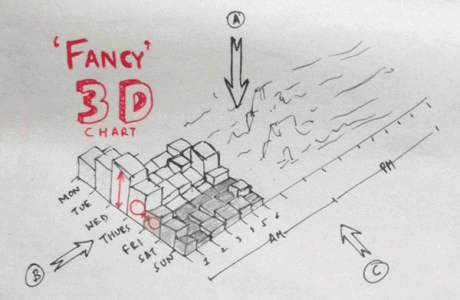 A
'FANCY'
3D
CHART
MON
TUE
WED
THURS
FRI
SAT
SUN
1 2 3 4 5 6
AM
PM
B
C